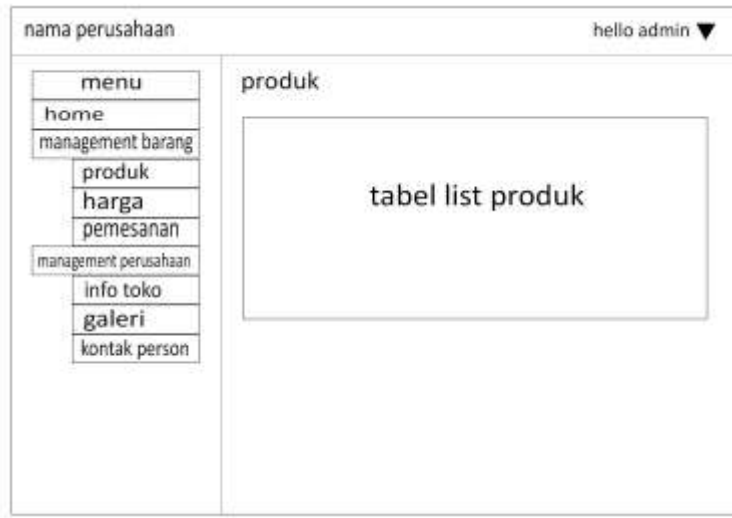 nama perusahaan
hello admin
menu
home
management barang
produk
harga
pemesanan
management perusahaan
info toko
galeri
kontak person
produk
tabel list produk